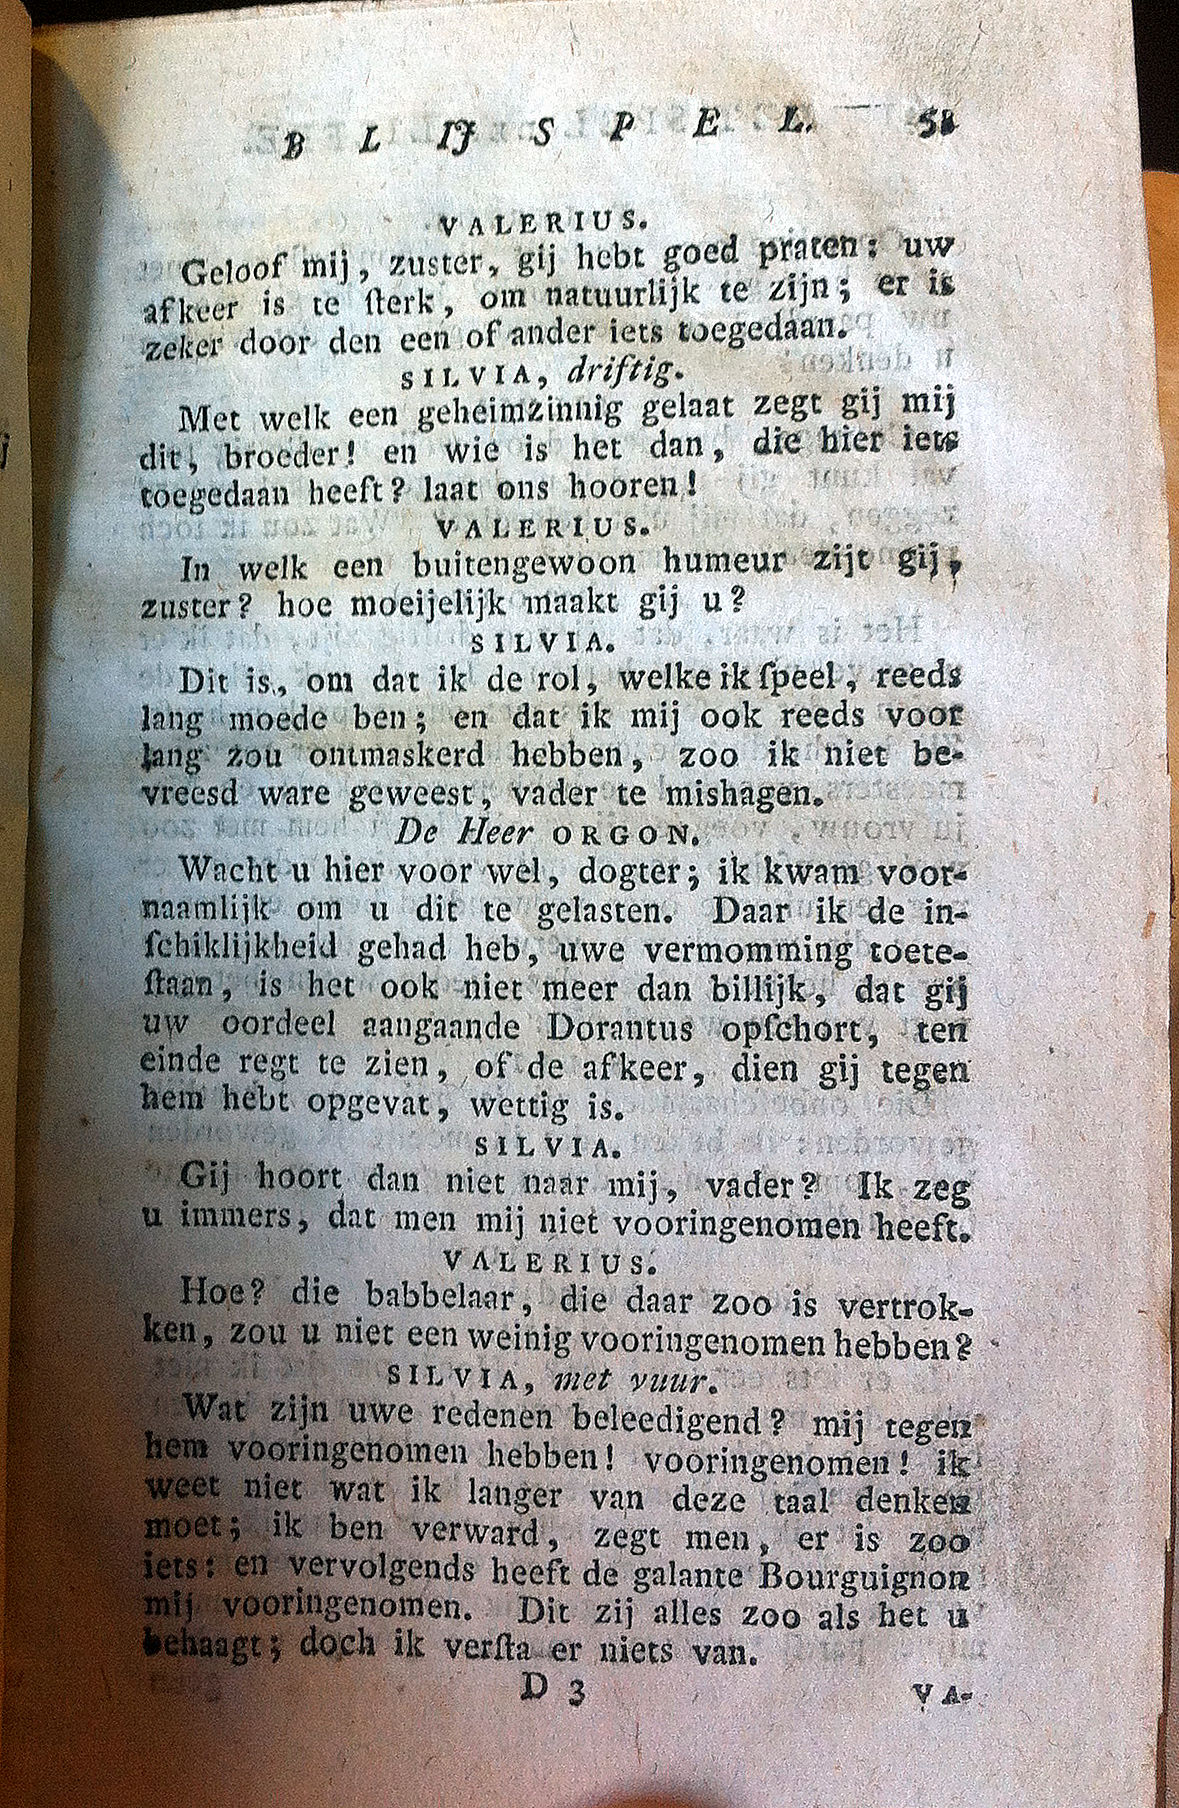 BLIJSPEL. 53
VALERIUS.
Geloof mij, zuster, gij hebt goed praten: uw
afkeer is te ſterk, om natuurlijk te zijn; er is
zeker door den een of ander iets toegedaan.
SILVIA, driftig.
Met welk een geheimzinnig gelaat zegt gij mij
dit, broeder! en wie is het dan, die hier iets
toegedaan heeft? laat ons hooren!
VALERIUS.
In welk een buitengewoon humeur zijt gij,
zuster? hoe moeijelijk maakt gij u?
SILVIA.
Dit is, om dat ik de rol, welke ik ſpeel, reeds
lang moede ben; en dat ik mij ook reeds voor
lang zou ontmaskerd hebben, zoo ik niet be-
vreesd ware geweest, vader te mishagen.
De Heer ORGON.
Wacht u hier voor wel, dogter; ik kwam voor-
naamlijk om u dit te gelasten. Daar ik de in-
ſchiklijkheid gehad heb, uwe vermomming toete-
ſtaan, is het ook niet meer dan billijk, dat gij
uw oordeel aangaande Dorantus opſchort, ten
einde regt te zien, of de afkeer, dien gij tegen
hem hebt opgevat, wettig is.
SILVIA.
Gij hoort dan niet naar mij, vader? Ik zeg
u immers, dat men mij niet vooringenomen heeft.
VALERIUS.
Hoe? die babbelaar, die daar zoo is vertrok-
ken, zou u niet een weinig vooringenomen hebben?
SILVIA, met vuur.
Wat zijn uwe redenen beleedigend? mij tegen
hem vooringenomen hebben! vooringenomen! ik
weet niet wat ik langer van deze taal denken
moet; ik ben verward, zegt men, er is zoo
iets: en vervolgends heeft de galante Bourguignon
mij vooringenomen. Dit zij alles zoo als het u
behaagt; doch ik verſta er niets van.
D 3 VA-